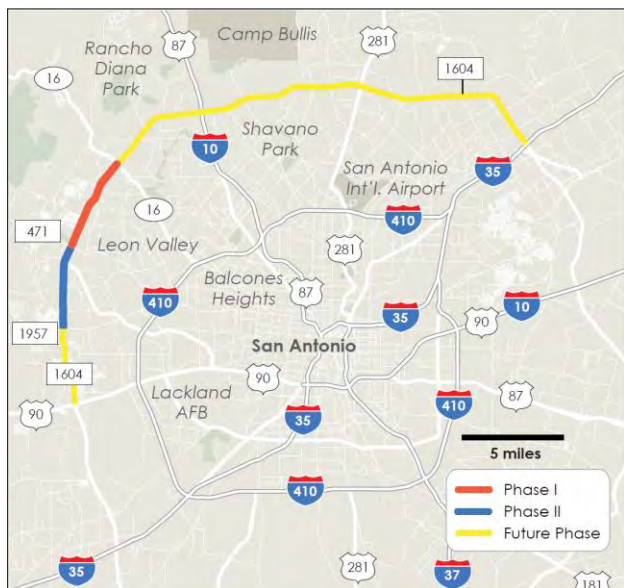 Rancho
Diana
Park
87
Camp Bullis
281
1604
16
Shavano
Park
10
35
San Antonio
Int'l. Airport
471
16
410
Leon Valley
281
410
Balcones
Heights
87
35
10
90
1957
San Antonio
1604
Lackland
AFB
90
87
90
35
410
5 miles
410
Phase I
Phase II
Future Phase
35
281
37
181